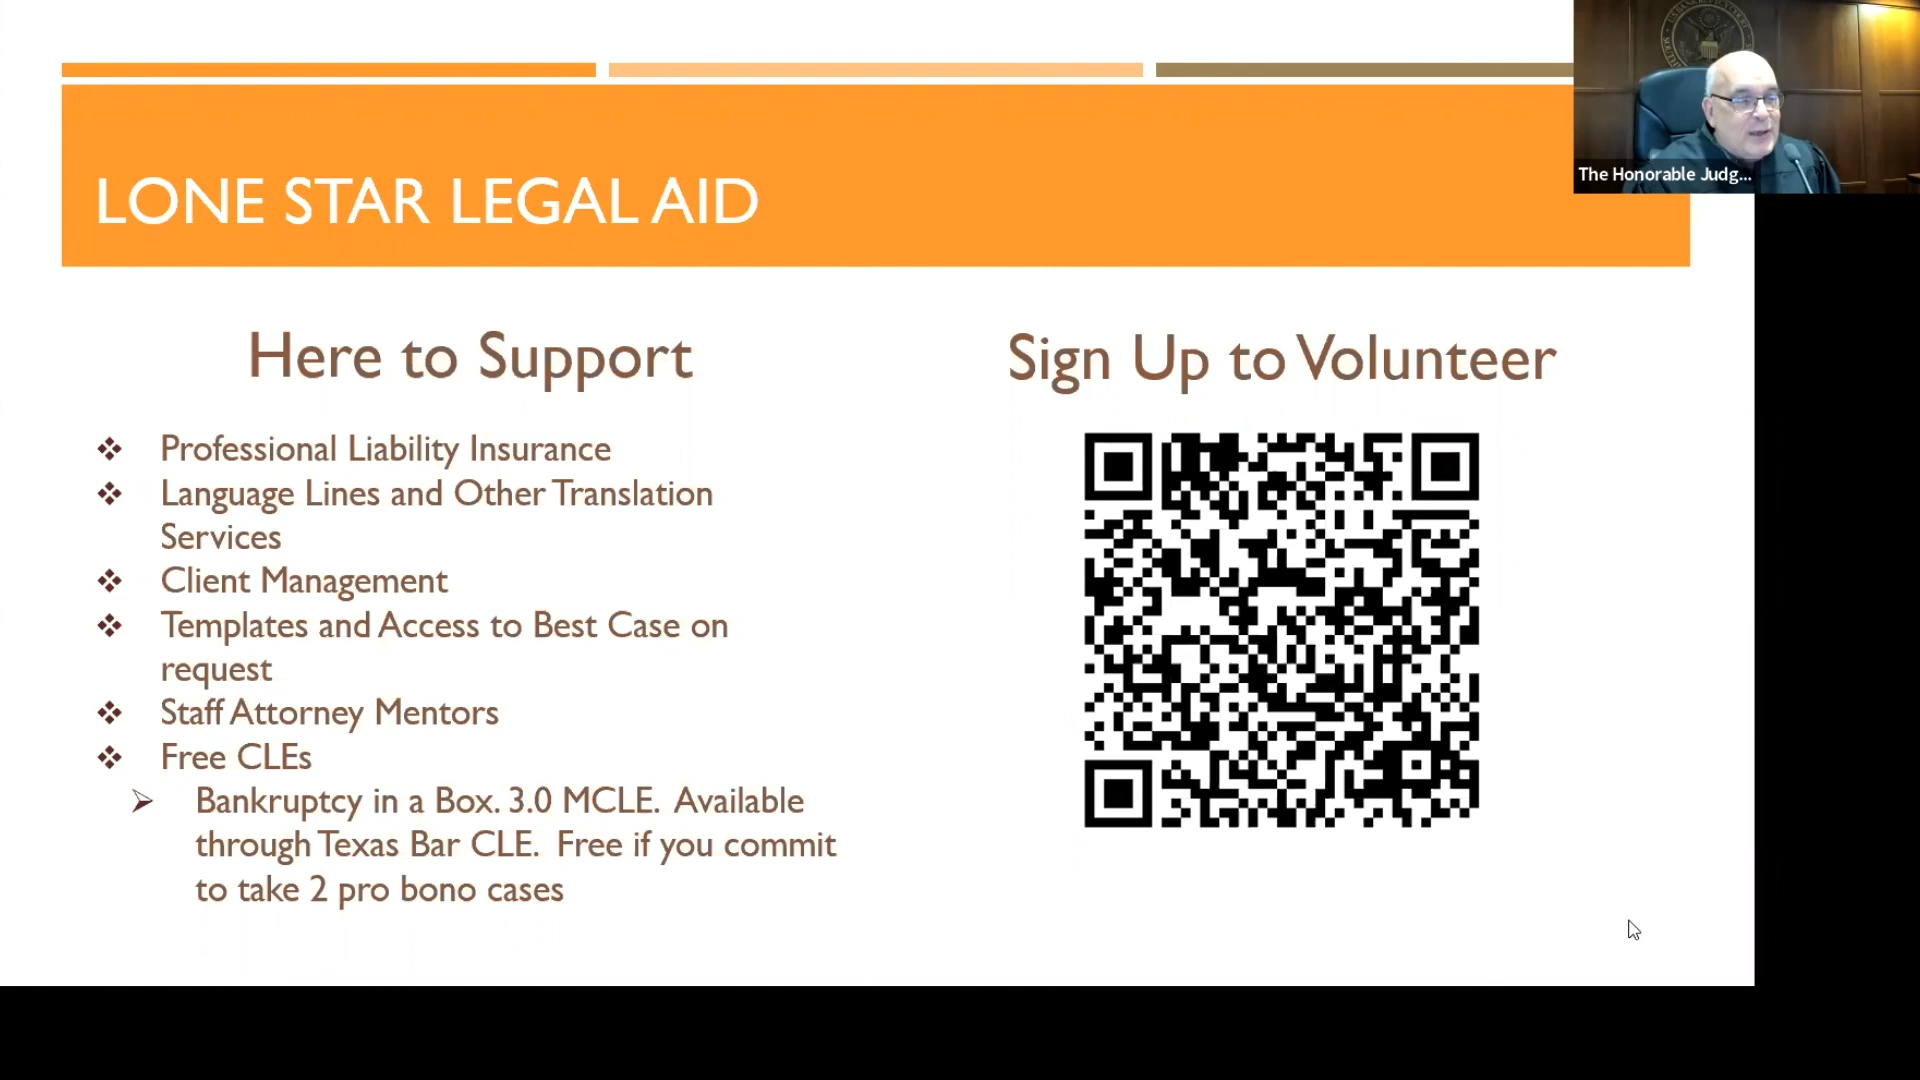 LONE STAR LEGAL AID
The Honorable Judg...
Here to Support
Professional Liability Insurance
Language Lines and Other Translation
Services
Client Management
Templates and Access to Best Case on
request
Staff Attorney Mentors
Free CLEs
Bankruptcy in a Box. 3.0 MCLE. Available
through Texas Bar CLE. Free if you commit
to take 2 pro bono cases
Sign Up to Volunteer